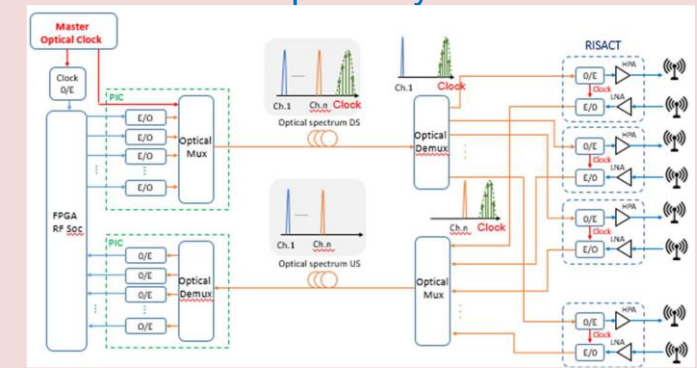 Master
Optical Clock
Clock
O/E
PIC
E/O
E/O
E/O
E/O
Optical
Mux
Ch.1
Ch.n
Clock
Optical spectrum DS
Ch.1
Clock
Optical
Demux
RISACT
O/E
HPA
Clock
E/O
LNA
O/E
HPA
Clock
E/O
LNA
O/E
HPA
Clock
E/O
LNA
O/E
HPA
Clock
E/O
LNA
FPGA
RF Soc
PIC
O/E
O/E
O/E
O/E
Optical
Demux
Ch.1
Ch.n
Optical spectrum US
Ch.n
Clock
Optical
Mux